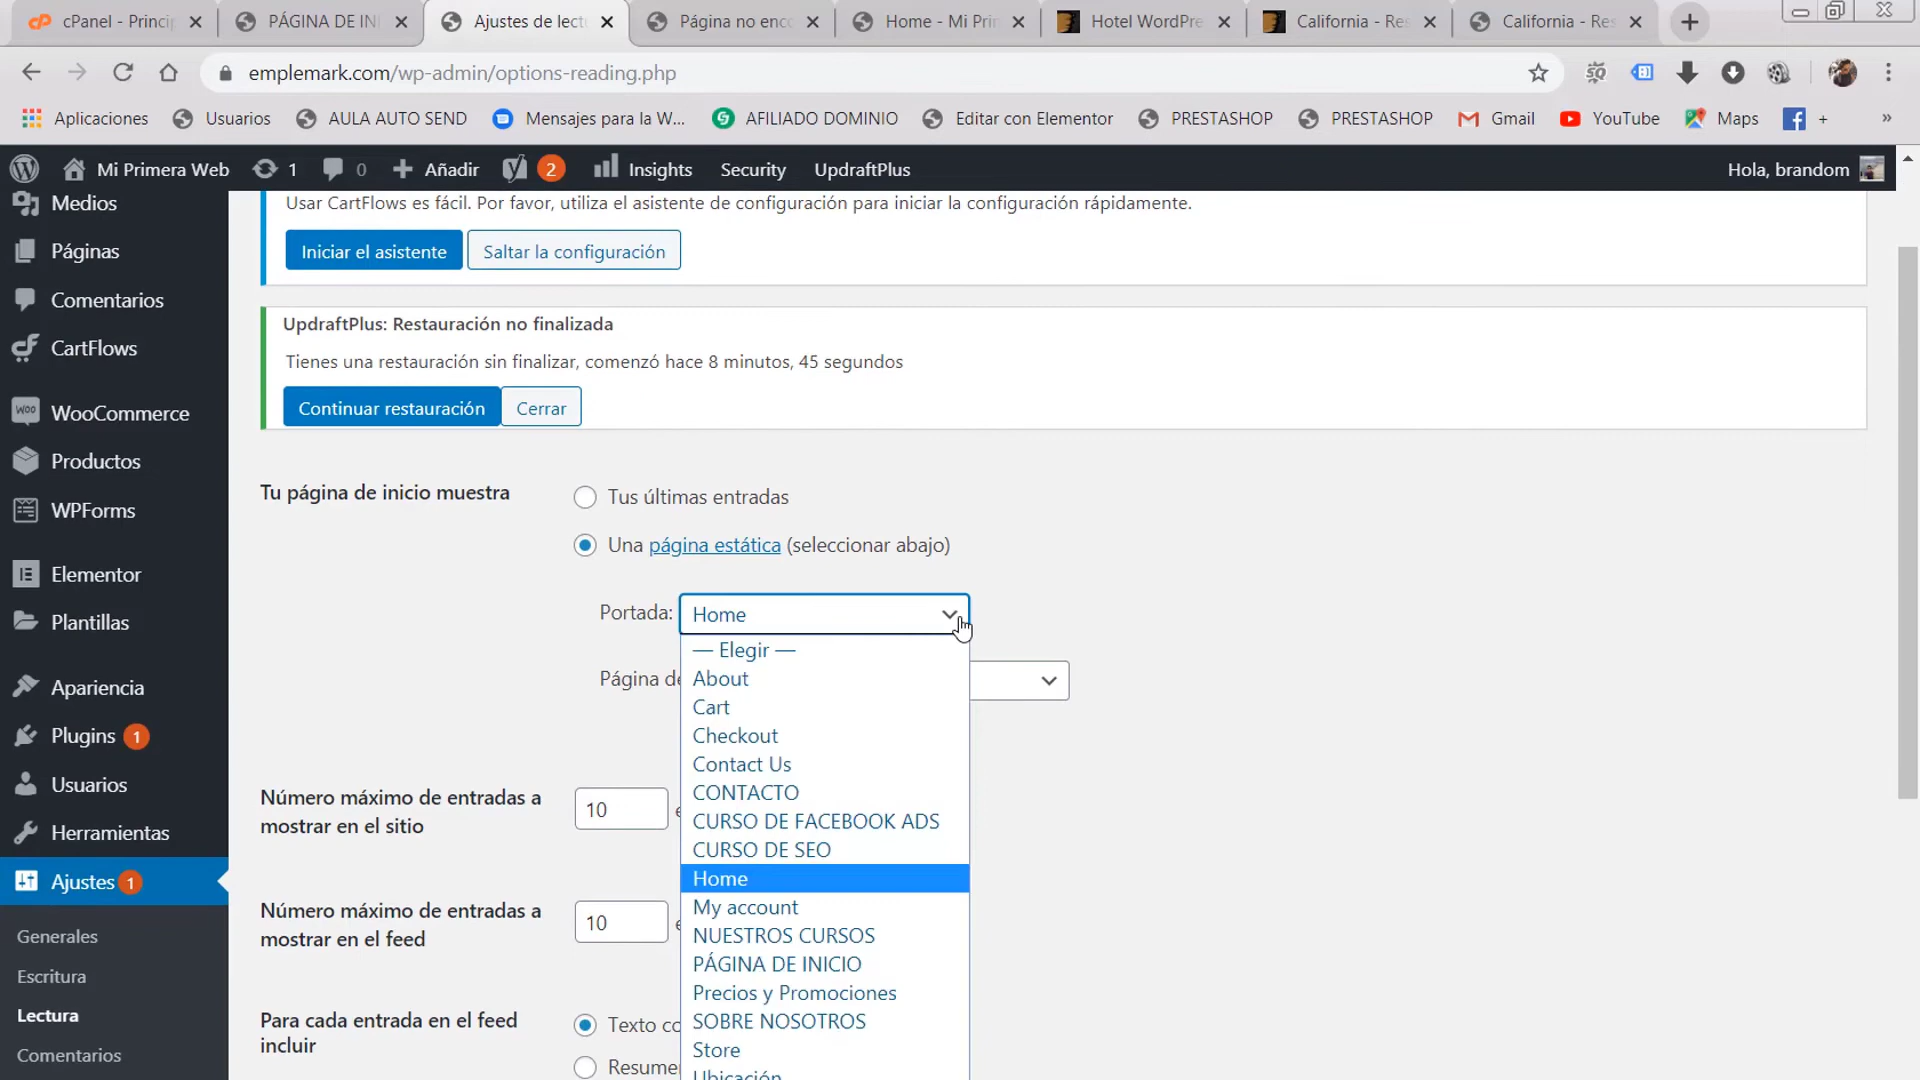 cPanel - Princip
PÁGINA DE INI
Ajustes de lectu
Página no enco
Home - Mi Prim
Hotel WordPre
California - Res
California - Res
emplemark.com/wp-admin/options-reading.php
Aplicaciones
Usuarios
AULA AUTO SEND
Mensajes para la W...
AFILIADO DOMINIO
Editar con Elementor
PRESTASHOP
PRESTASHOP
Gmail
YouTube
Maps
+
»
Mi Primera Web
1
0
Añadir
2
Insights
Security
UpdraftPlus
Hola, brandom
Medios
Páginas
Comentarios
CartFlows
WooCommerce
Productos
WPForms
Elementor
Plantillas
Apariencia
Plugins 1
Usuarios
Herramientas
Ajustes 1
Generales
Escritura
Lectura
Comentarios
Usar CartFlows es fácil. Por favor, utiliza el asistente de configuración para iniciar la configuración rápidamente.
Iniciar el asistente
Saltar la configuración
UpdraftPlus: Restauración no finalizada
Tienes una restauración sin finalizar, comenzó hace 8 minutos, 45 segundos
Continuar restauración
Cerrar
Tu página de inicio muestra
Tus últimas entradas
Una página estática (seleccionar abajo)
Portada:
Home
— Elegir —
About
Cart
Checkout
Contact Us
CONTACTO
CURSO DE FACEBOOK ADS
CURSO DE SEO
Home
My account
NUESTROS CURSOS
PÁGINA DE INICIO
Precios y Promociones
SOBRE NOSOTROS
Store
Ubicación
Página de
Número máximo de entradas a
mostrar en el sitio
10
Número máximo de entradas a
mostrar en el feed
10
Para cada entrada en el feed
incluir
Texto co
Resume